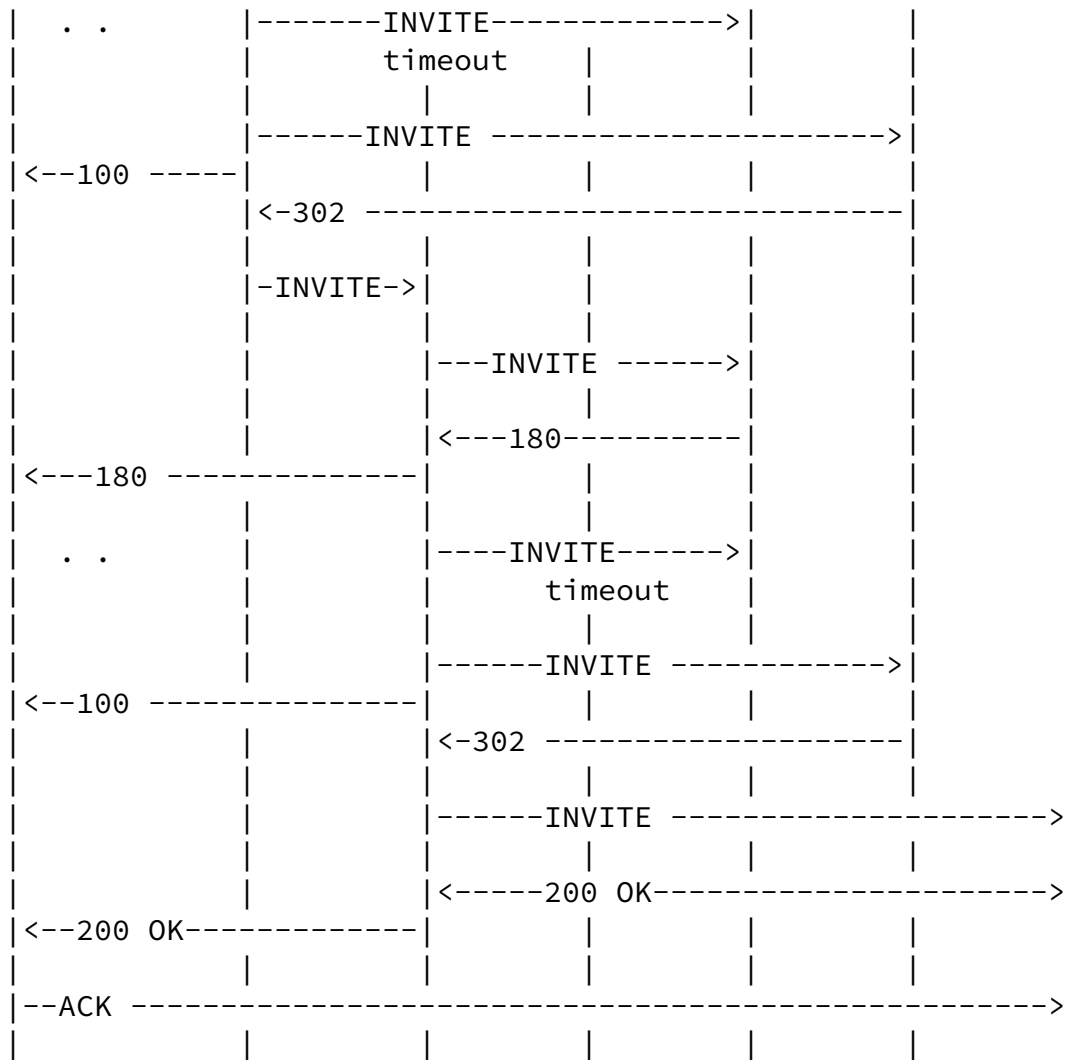 |   . .        |-------INVITE------------->|         |
|              |       timeout    |        |         |
|              |         |        |        |         |
|              |------INVITE ---------------------->|
|<--100 -----|         |        |        |         |
|              |<-302 ------------------------------|
|              |         |        |        |         |
|              |-INVITE->|        |        |         |
|              |         |        |        |         |
|              |         |---INVITE ------>|         |
|              |         |        |        |         |
|              |         |<---180----------|         |
|<---180 --------------|        |        |         |
|              |         |        |        |         |
|   . .        |         |----INVITE------>|         |
|              |         |      timeout    |         |
|              |         |        |        |         |
|              |         |------INVITE ------------>|
|<--100 ---------------|        |        |         |
|              |         |<-302 --------------------|
|              |         |        |        |         |
|              |         |------INVITE --------------------->
|              |         |        |        |         |
|              |         |<-----200 OK---------------------->
|<--200 OK-------------|        |        |         |
|              |         |        |        |         |
|--ACK --------------------------------------------------->
|              |         |        |        |         |